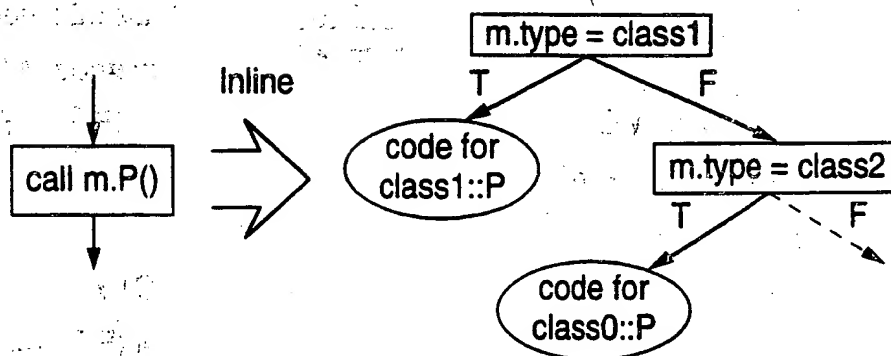 m.type = class1
Inline
T
F
call m.P()
code for
class1::P
m.type = class2
T
F
code for
class0::P